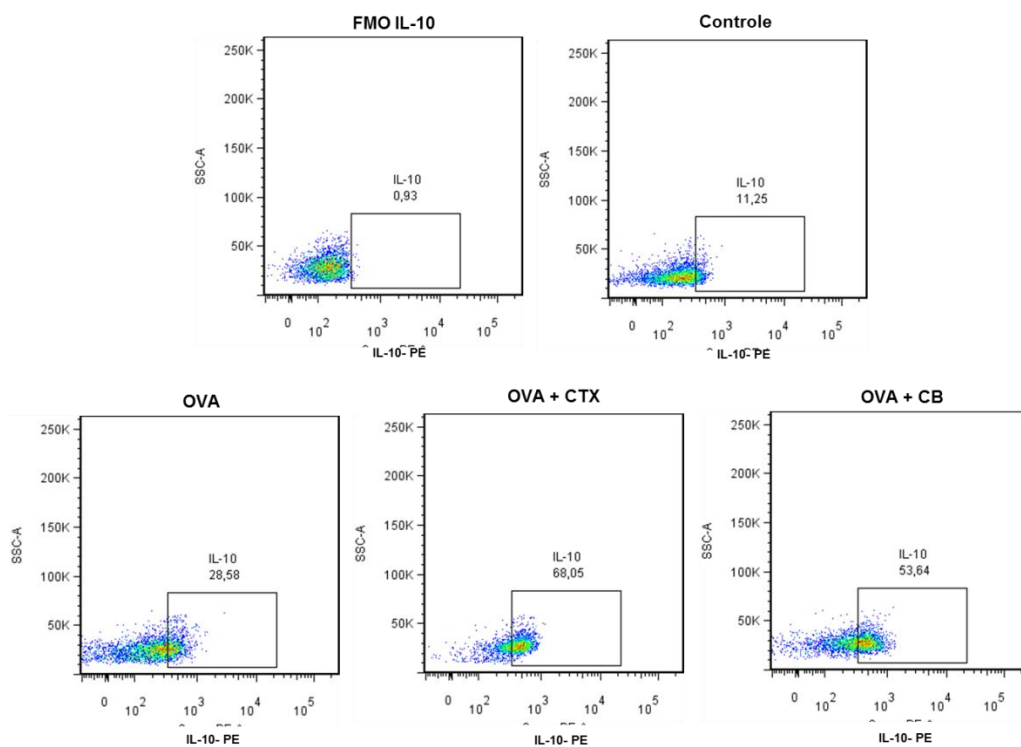 FMO IL-10
250K
200K
150K
100K
50K
SSC-A
IL-10
0,93
0 10^2 10^3 10^4 10^5
IL-10- PE
Controle
250K
200K
150K
100K
50K
SSC-A
IL-10
11,25
0 10^2 10^3 10^4 10^5
IL-10- PE
OVA
250K
200K
150K
100K
50K
SSC-A
IL-10
28,58
0 10^2 10^3 10^4 10^5
IL-10- PE
OVA + CTX
250K
200K
150K
100K
50K
0
SSC-A
IL-10
68,05
0 10^2 10^3 10^4 10^5
IL-10- PE
OVA + CB
250K
200K
150K
100K
50K
0
SSC-A
IL-10
53,64
0 10^2 10^3 10^4 10^5
IL-10- PE